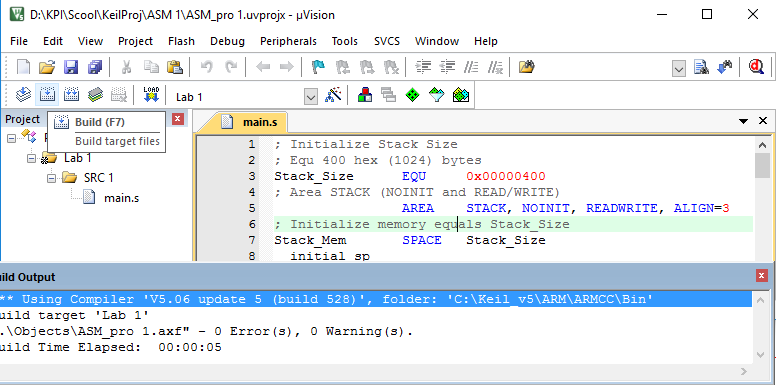 D:\KPI\Scool\KeilProj\ASM 1\ASM_pro 1.uvprojx - µVision
File Edit View Project Flash Debug Peripherals Tools SVCS Window Help
LOAD
Lab 1
Project
Build (F7)
Build target files
Lab 1
SRC 1
main.s
main.s
1 ; Initialize Stack Size
2 ; Equ 400 hex (1024) bytes
3 Stack_Size EQU 0x00000400
4 ; Area STACK (NOINIT and READ/WRITE)
5 AREA STACK, NOINIT, READWRITE, ALIGN=3
6 ; Initialize memory equals Stack_Size
7 Stack_Mem SPACE Stack_Size
8 initial sp
uild Output
** Using Compiler 'V5.06 update 5 (build 528)', folder: 'C:\Keil_v5\ARM\ARMCC\Bin'
uild target 'Lab 1'
.\Objects\ASM_pro 1.axf" - 0 Error(s), 0 Warning(s).
uild Time Elapsed: 00:00:05